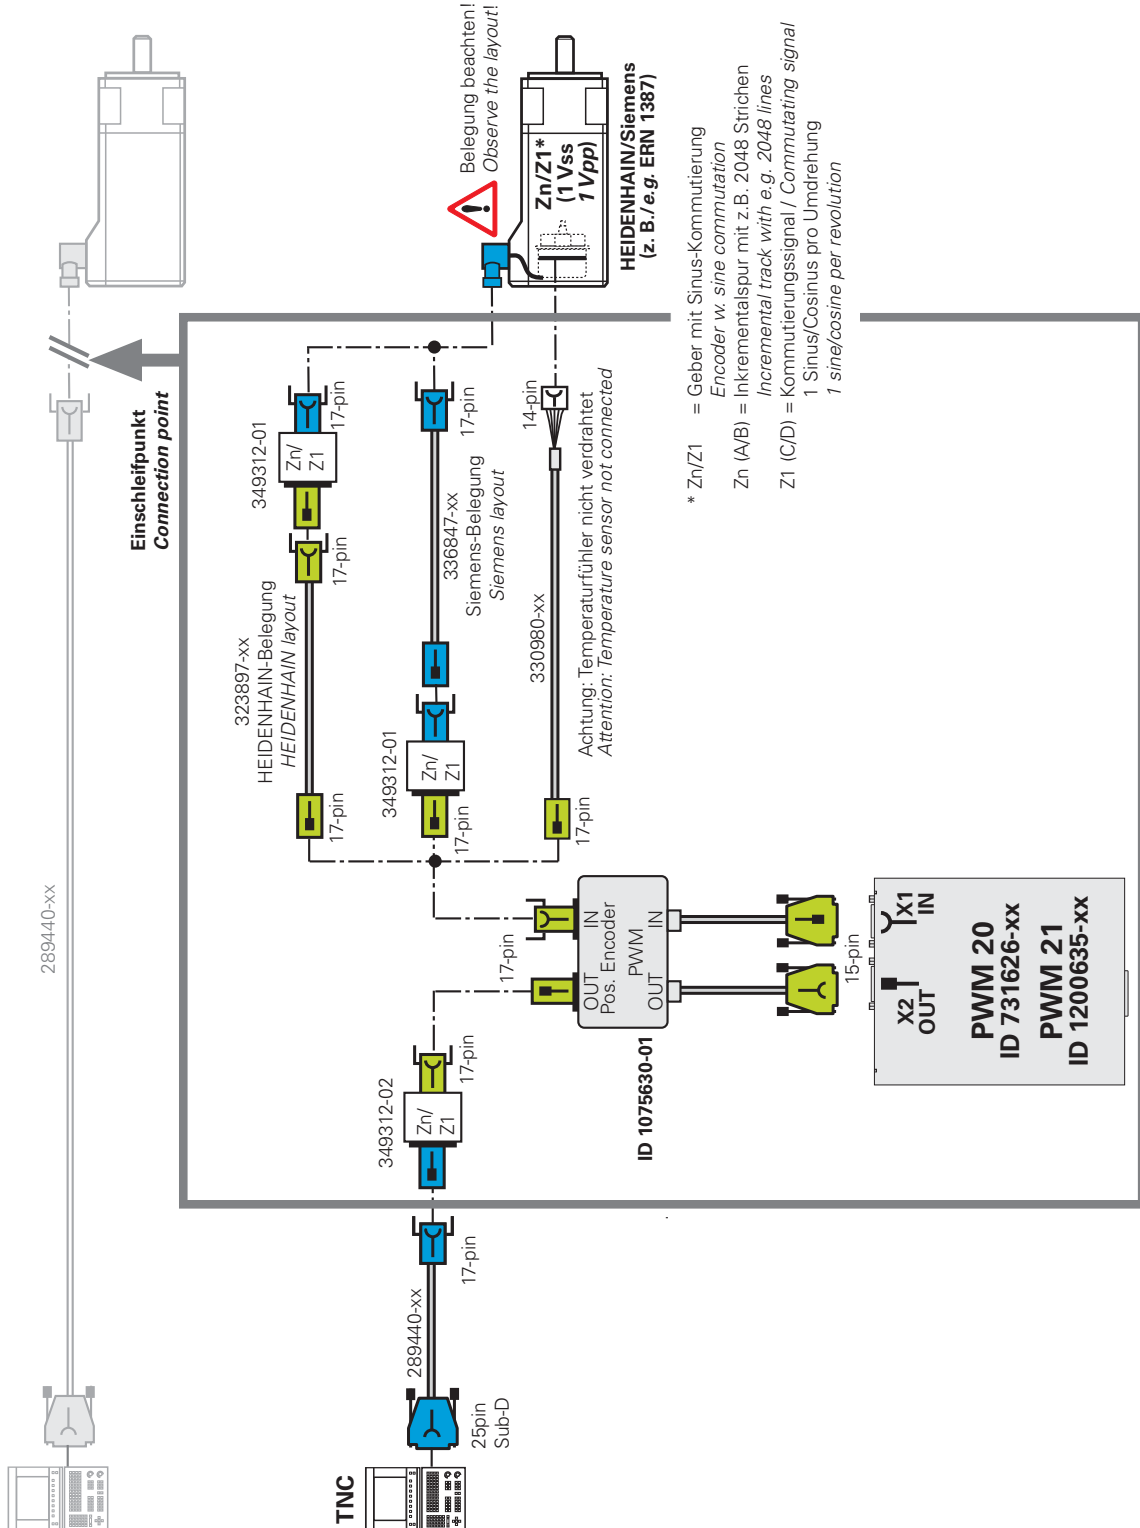 289440-xx
Einschleifpunkt
Connection point
Belegung beachten!
Observe the layout!
Zn/Z1*
(1 Vss
1 Vpp)
HEIDENHAIN/Siemens
(z. B./e.g. ERN 1387)
349312-01
Zn/
Z1
17-pin
17-pin
323897-xx
HEIDENHAIN-Belegung
HEIDENHAIN layout
17-pin
17-pin
336847-xx
Siemens-Belegung
Siemens layout
349312-01
Zn/
Z1
17-pin
14-pin
330980-xx
Achtung: Temperaturfühler nicht verdrahtet
Attention: Temperature sensor not connected
17-pin
* Zn/Z1 = Geber mit Sinus-Kommutierung
Encoder w. sine commutation
Zn (A/B) = Inkrementalspur mit z.B. 2048 Strichen
Incremental track with e.g. 2048 lines
Z1 (C/D) = Kommutierungssignal / Commutating signal
1 Sinus/Cosinus pro Umdrehung
1 sine/cosine per revolution
TNC
25pin
Sub-D
289440-xx
17-pin
349312-02
Zn/
Z1
17-pin
17-pin
OUT IN
Pos. Encoder
PWM
OUT IN
ID 1075630-01
15-pin
X2
OUT
X1
IN
PWM 20
ID 731626-xx
PWM 21
ID 1200635-xx